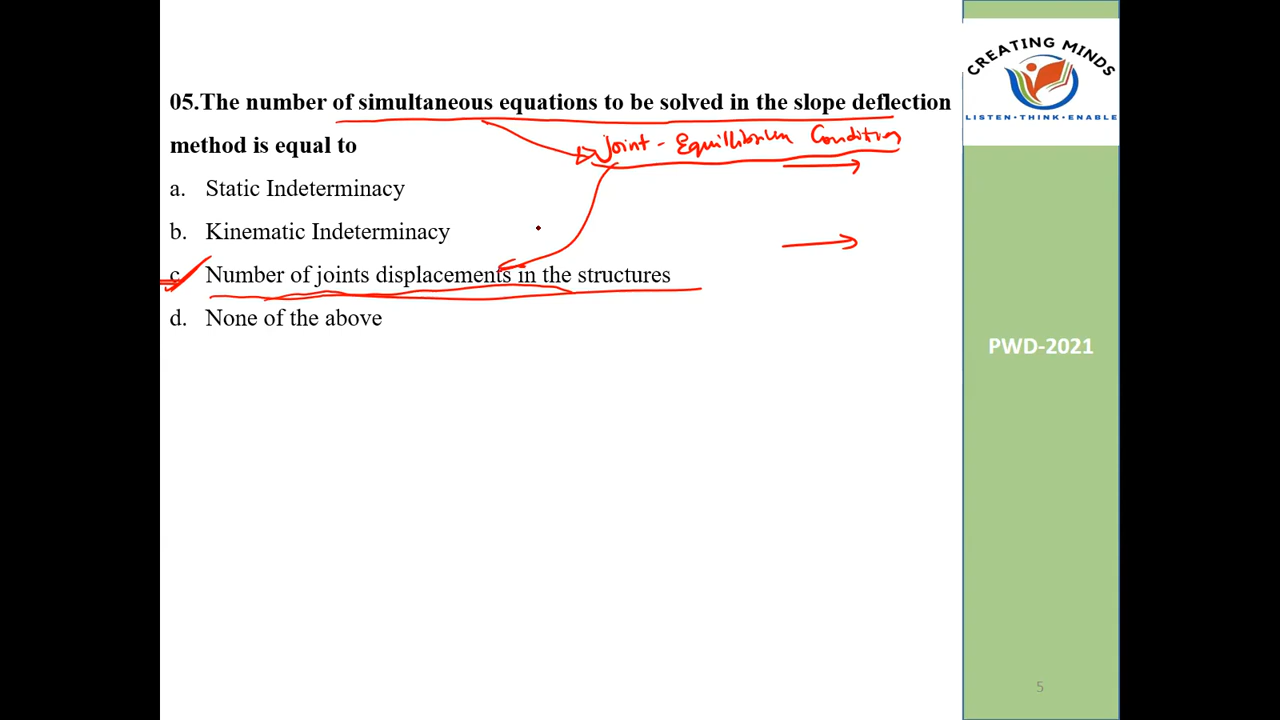 CREATING MINDS
LISTEN•THINK•ENABLE
05.The number of simultaneous equations to be solved in the slope deflection
Joint - Equillibrium Condition
method is equal to
a. Static Indeterminacy
b. Kinematic Indeterminacy
c. Number of joints displacements in the structures
d. None of the above
PWD-2021
5